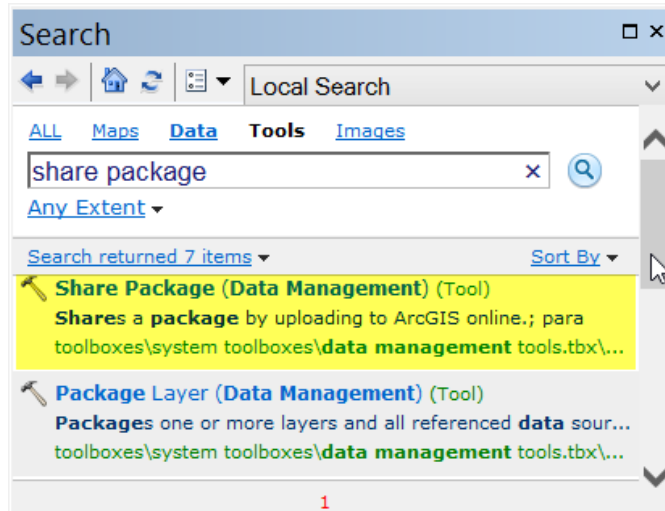 Search
Local Search
ALL Maps Data Tools Images
share package
Any Extent
Search returned 7 items Sort By
Share Package (Data Management) (Tool)
Shares a package by uploading to ArcGIS online.; para
toolboxes\system toolboxes\data management tools.tbx\...
Package Layer (Data Management) (Tool)
Packages one or more layers and all referenced data sour...
toolboxes\system toolboxes\data management tools.tbx\...
1